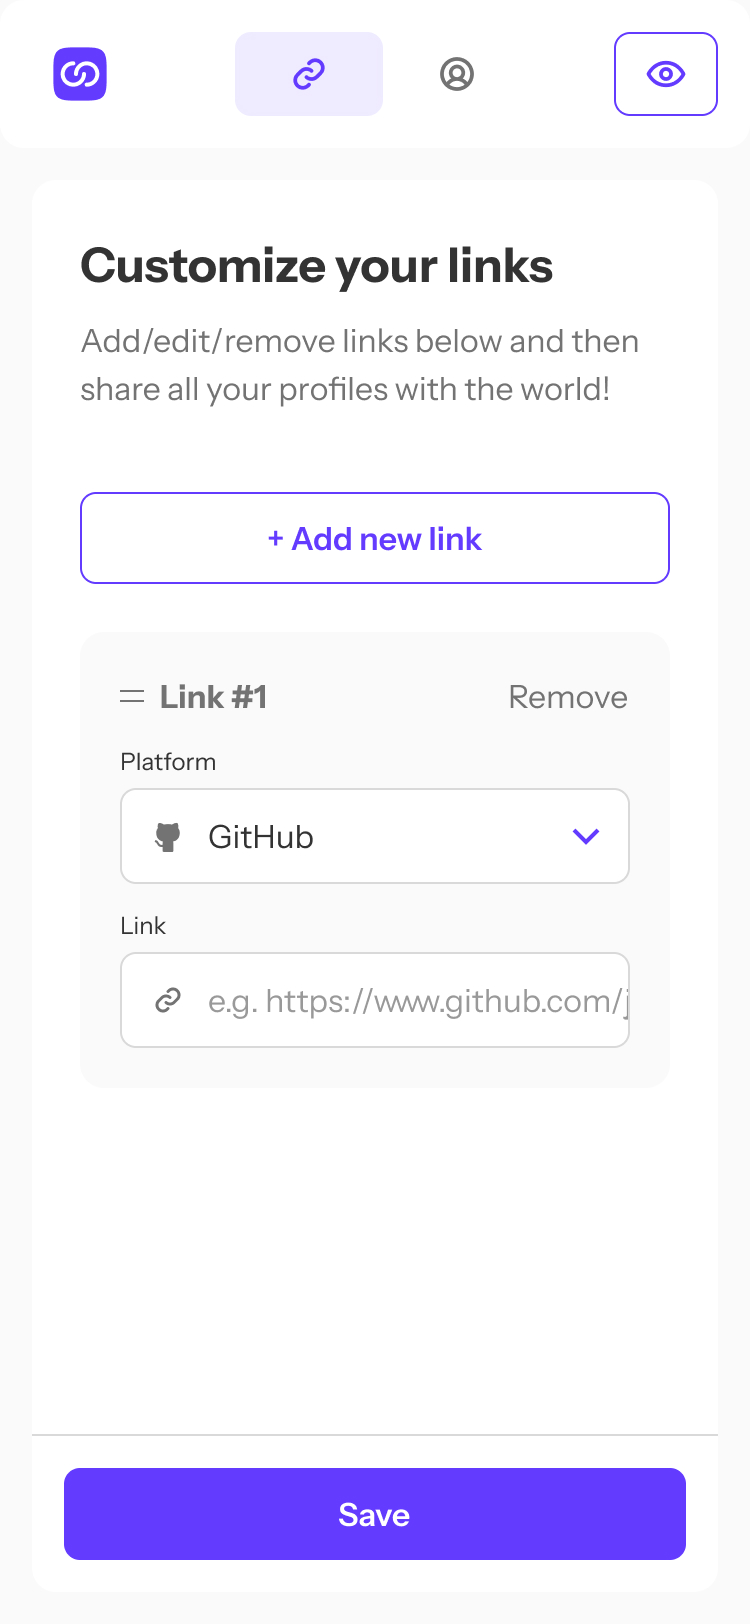 Customize your links
Add/edit/remove links below and then
share all your profiles with the world!
+ Add new link
Link #1
Remove
Platform
GitHub
Link
e.g. https://www.github.com/j
Save